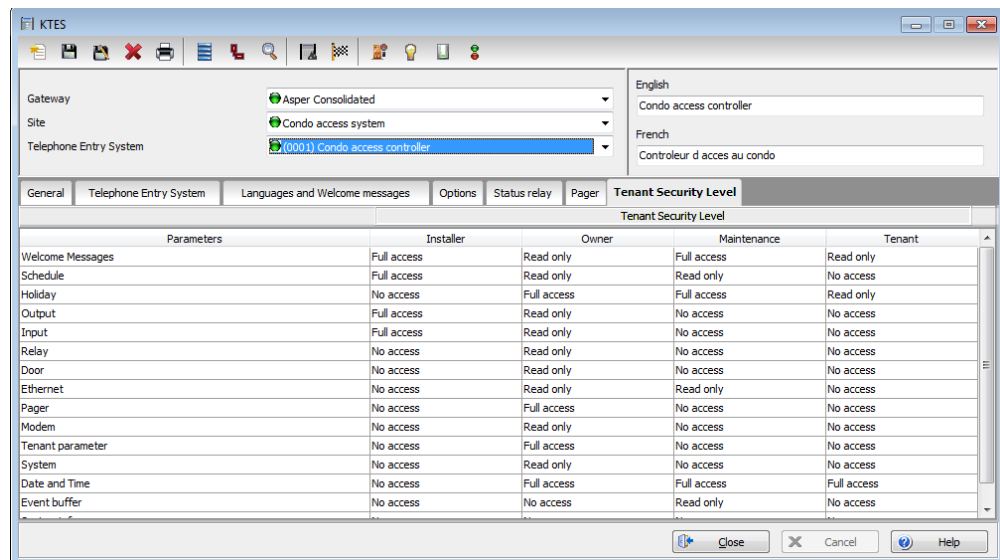 KTES
Gateway
Asper Consolidated
Site
Condo access system
Telephone Entry System
(0001) Condo access controller
English
Condo access controller
French
Controleur d acces au condo
General Telephone Entry System Languages and Welcome messages Options Status relay Pager Tenant Security Level
Tenant Security Level
Parameters Installer Owner Maintenance Tenant
Welcome Messages Full access Read only Full access Read only
Schedule Full access Read only Read only No access
Holiday No access Full access Full access Read only
Output Full access Read only No access No access
Input Full access Read only No access No access
Relay No access Read only No access No access
Door No access Read only No access No access
Ethernet No access Read only Read only No access
Pager No access Full access No access No access
Modem No access Read only No access No access
Tenant parameter No access Full access No access No access
System No access Read only No access No access
Date and Time No access Full access Full access Full access
Event buffer No access No access Read only No access
Close Cancel Help